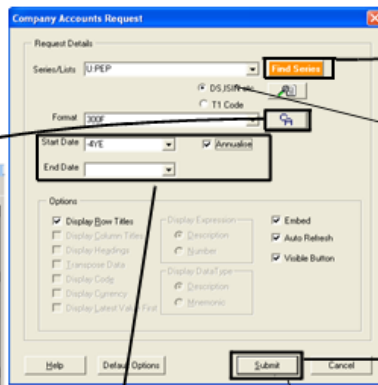 Company Accounts Request
Request Details
Series/Lists U:PEP Find Series
DS,ISIN etc
T1 Code
Format 300F
Start Date -4YE Annualise
End Date
Options
Display Row Titles
Display Column Titles
Display Headings
Transpose Data
Display Code
Display Currency
Display Latest Value First
Display Expression
Description
Number
Display DataType
Description
Mnemonic
Embed
Auto Refresh
Visible Button
Help Default Options Submit Cancel